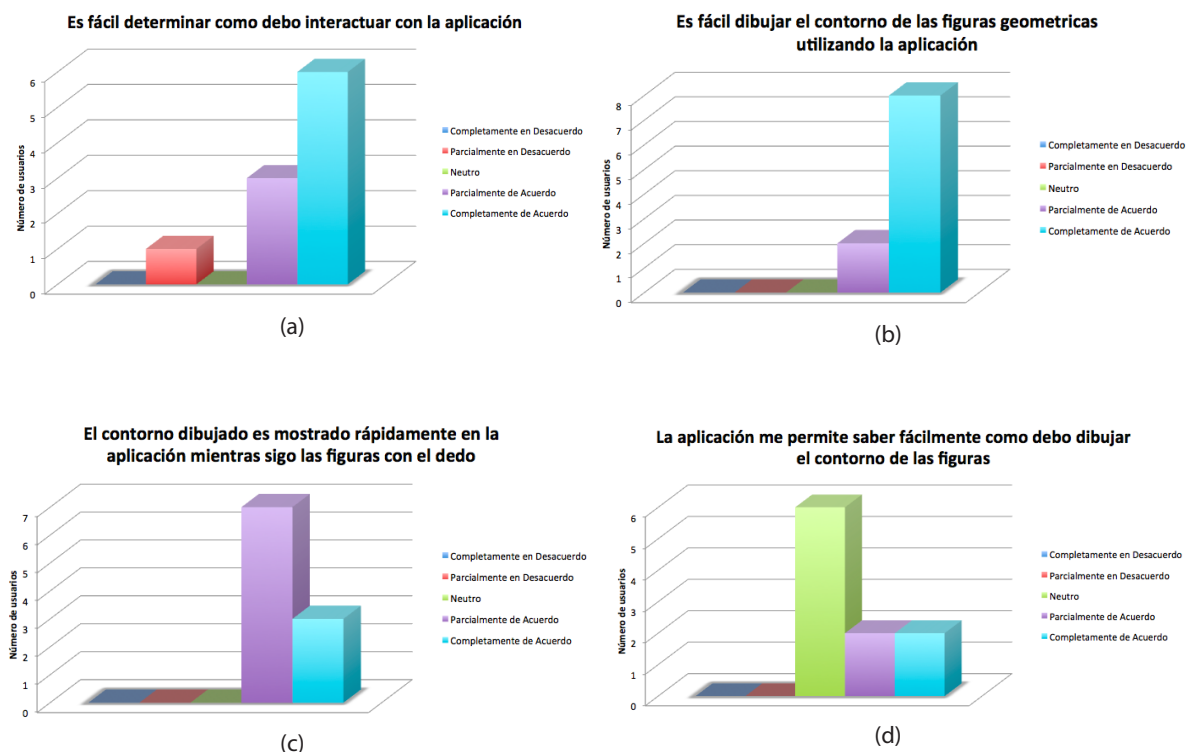 Es fácil determinar como debo interactuar con la aplicación
Número de usuarios
6
5
4
3
2
1
0
Completamente en Desacuerdo
Parcialmente en Desacuerdo
Neutro
Parcialmente de Acuerdo
Completamente de Acuerdo
(a)
Es fácil dibujar el contorno de las figuras geometricas
utilizando la aplicación
Número de usuarios
8
7
6
5
4
3
2
1
0
Completamente en Desacuerdo
Parcialmente en Desacuerdo
Neutro
Parcialmente de Acuerdo
Completamente de Acuerdo
(b)
El contorno dibujado es mostrado rápidamente en la
aplicación mientras sigo las figuras con el dedo
Número de usuarios
7
6
5
4
3
2
1
0
Completamente en Desacuerdo
Parcialmente en Desacuerdo
Neutro
Parcialmente de Acuerdo
Completamente de Acuerdo
(c)
La aplicación me permite saber fácilmente como debo dibujar
el contorno de las figuras
Número de usuarios
6
5
4
3
2
1
0
Completamente en Desacuerdo
Parcialmente en Desacuerdo
Neutro
Parcialmente de Acuerdo
Completamente de Acuerdo
(d)